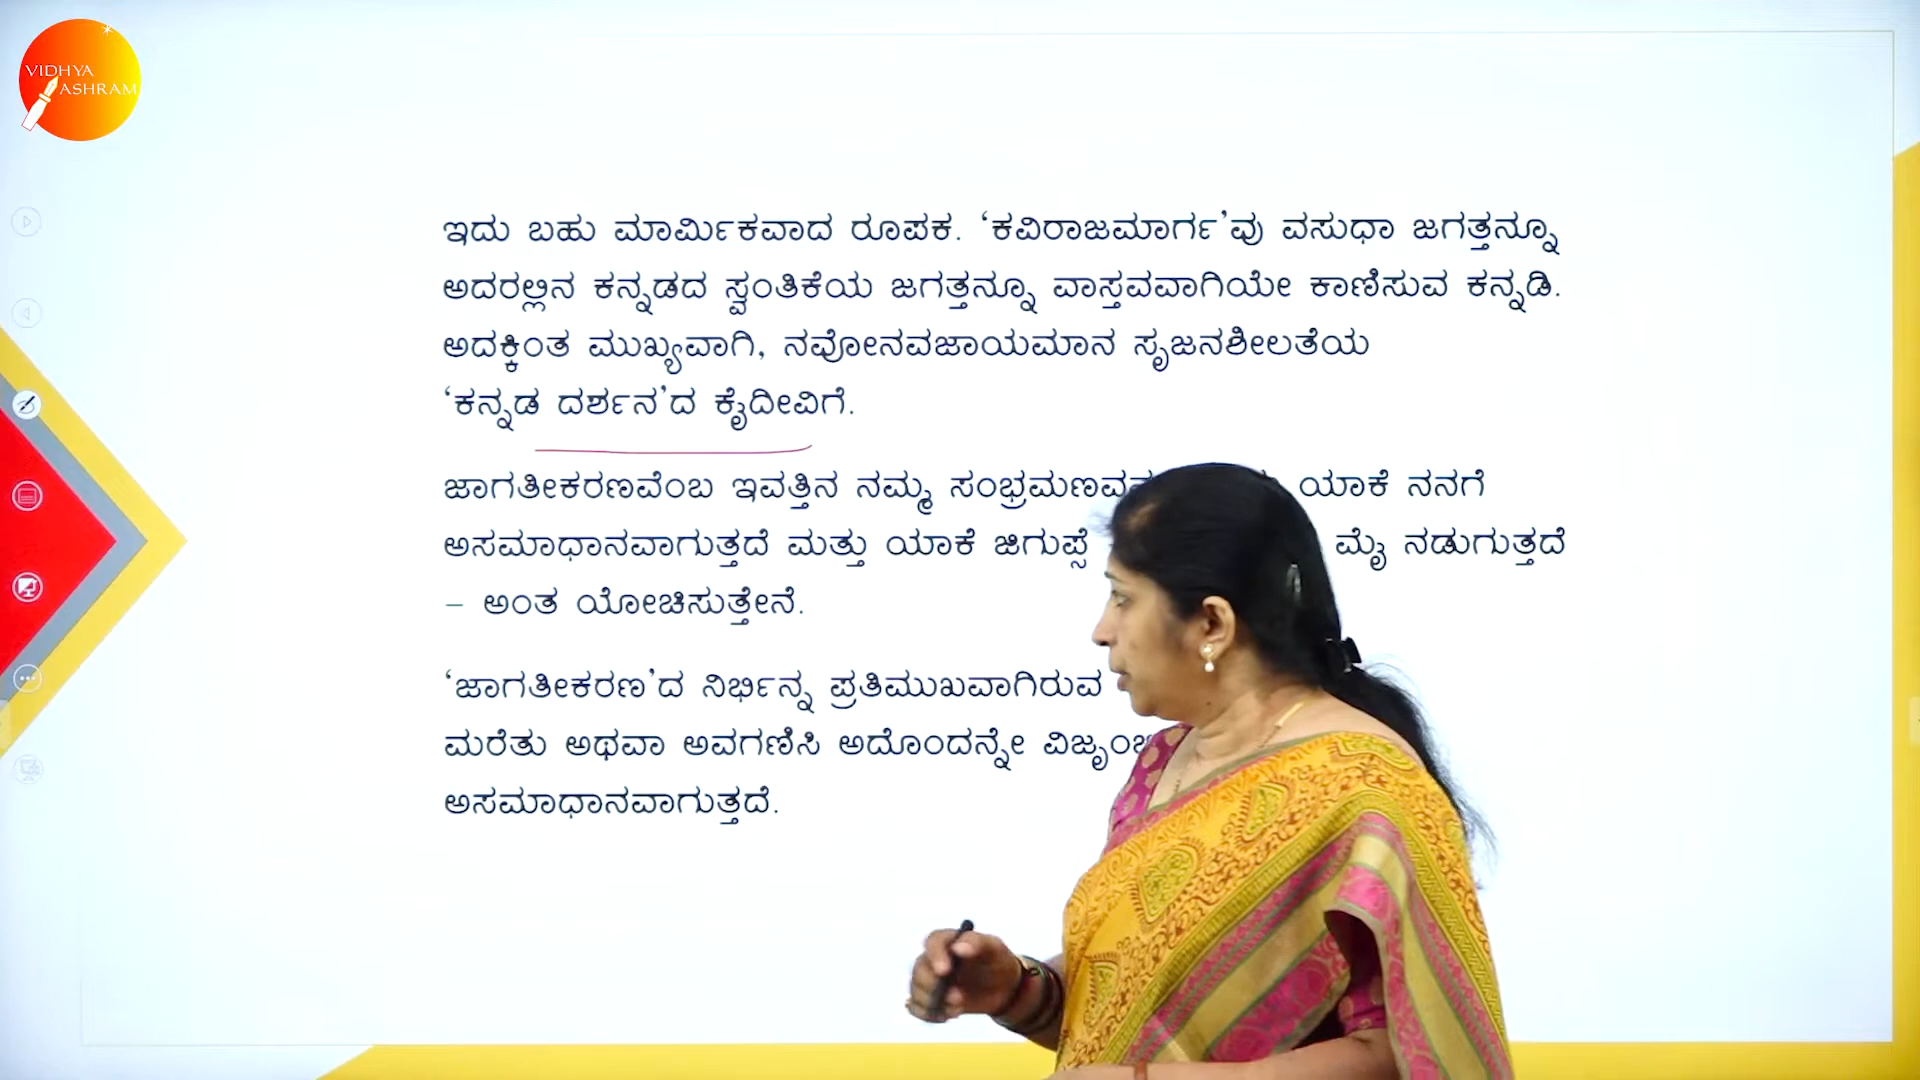 VIDHYA
ASHRAM
ಇದು ಬಹು ಮಾರ್ಮಿಕವಾದ ರೂಪಕ. ‘ಕವಿರಾಜಮಾರ್ಗ’ವು ವಸುಧಾ ಜಗತ್ತನ್ನೂ
ಅದರಲ್ಲಿನ ಕನ್ನಡದ ಸ್ವಂತಿಕೆಯ ಜಗತ್ತನ್ನೂ ವಾಸ್ತವವಾಗಿಯೇ ಕಾಣಿಸುವ ಕನ್ನಡಿ.
ಅದಕ್ಕಿಂತ ಮುಖ್ಯವಾಗಿ, ನವೋನವಜಾಯಮಾನ ಸೃಜನಶೀಲತೆಯ
‘ಕನ್ನಡ ದರ್ಶನ’ದ ಕೈದೀವಿಗೆ.
ಜಾಗತೀಕರಣವೆಂಬ ಇವತ್ತಿನ ನಮ್ಮ ಯಾಕೆ ನನಗೆ
ಅಸಮಾಧಾನವಾಗುತ್ತದೆ ಮತ್ತು ಯಾಕೆ ಜಿಗುಪ್ಸೆ ಮೈ ನಡುಗುತ್ತದೆ
– ಅಂತ ಯೋಚಿಸುತ್ತೇನೆ.
‘ಜಾಗತೀಕರಣ’ದ ನಿರ್ಭಿನ್ನ ಪ್ರತಿಮುಖವಾಗಿರುವ
ಮರೆತು ಅಥವಾ ಅವಗಣಿಸಿ ಅದೊಂದನ್ನೇ
ಅಸಮಾಧಾನವಾಗುತ್ತದೆ.